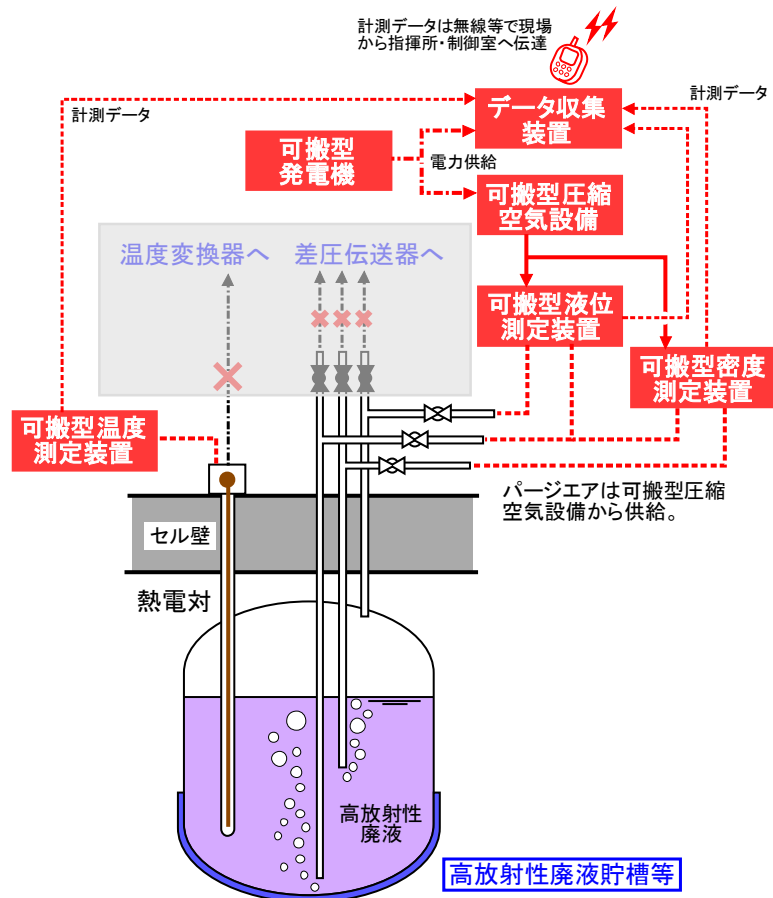 計測データは無線等で現場
から指揮所・制御室へ伝達
計測データ
計測データ
データ収集
装置
可搬型
発電機
電力供給
可搬型圧縮
空気設備
温度変換器へ
差圧伝送器へ
可搬型液位
測定装置
可搬型密度
測定装置
可搬型温度
測定装置
パージエアは可搬型圧縮
空気設備から供給。
セル壁
熱電対
高放射性
廃液
高放射性廃液貯槽等